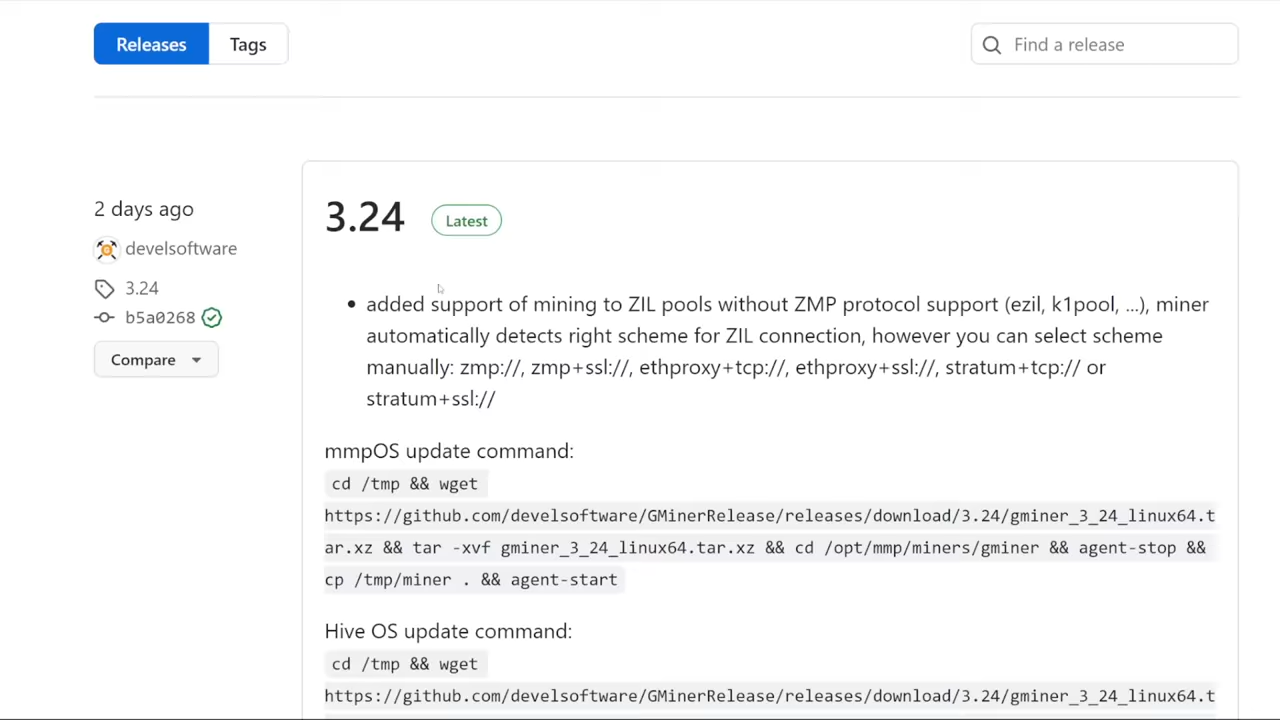 Releases
Tags
Find a release
2 days ago
develsoftware
3.24
b5a0268
Compare
3.24
Latest
added support of mining to ZIL pools without ZMP protocol support (ezil, k1pool, ...), miner
automatically detects right scheme for ZIL connection, however you can select scheme
manually: zmp://, zmp+ssl://, ethproxy+tcp://, ethproxy+ssl://, stratum+tcp:// or
stratum+ssl://
mmpOS update command:
cd /tmp && wget
https://github.com/develsoftware/GMinerRelease/releases/download/3.24/gminer_3_24_linux64.t
ar.xz && tar -xvf gminer_3_24_linux64.tar.xz && cd /opt/mmp/miners/gminer && agent-stop &&
cp /tmp/miner . && agent-start
Hive OS update command:
cd /tmp && wget
https://github.com/develsoftware/GMinerRelease/releases/download/3.24/gminer_3_24_linux64.t